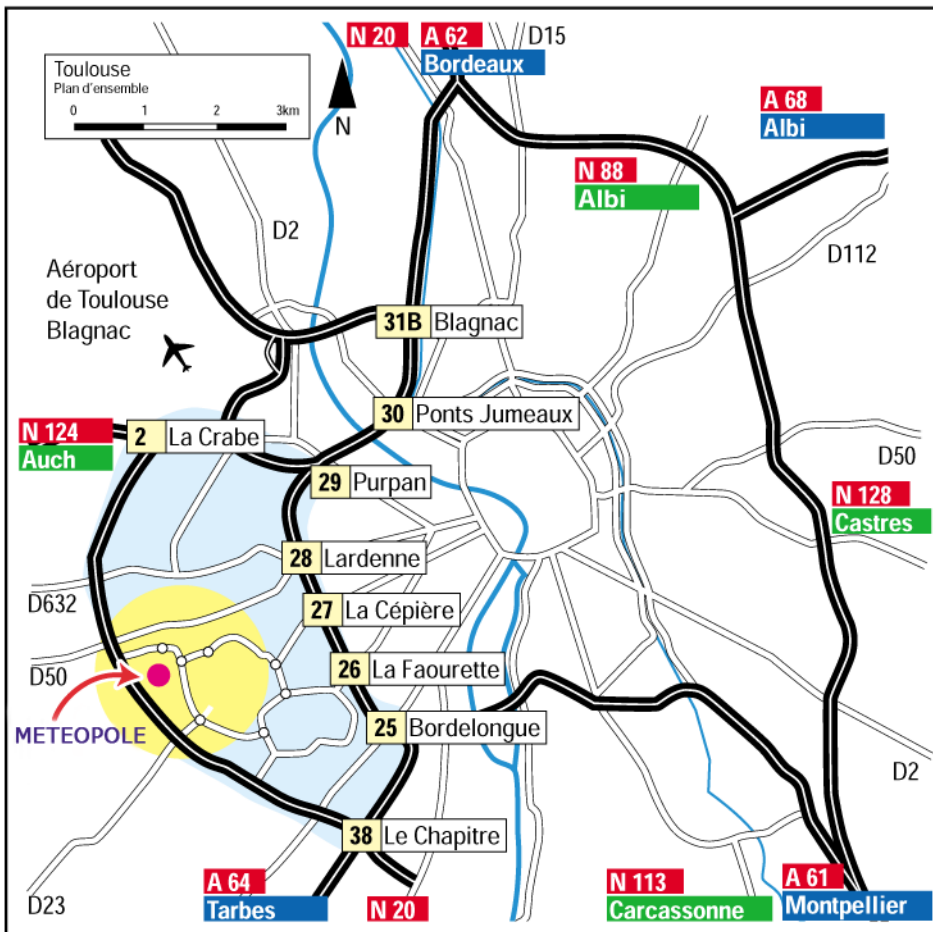 N 20
A 62
Bordeaux
D15
Toulouse
Plan d'ensemble
0 1 2 3km
N
A 68
Albi
N 88
Albi
D2
D112
Aéroport
de Toulouse
Blagnac
31B Blagnac
30 Ponts Jumeaux
N 124
Auch
2 La Crabe
D50
29 Purpan
N 128
Castres
28 Lardenne
D632
27 La Cépière
26 La Faourette
D50
METEOPOLE
25 Bordelongue
D2
38 Le Chapitre
A 64
Tarbes
N 20
N 113
Carcassonne
A 61
Montpellier
D23